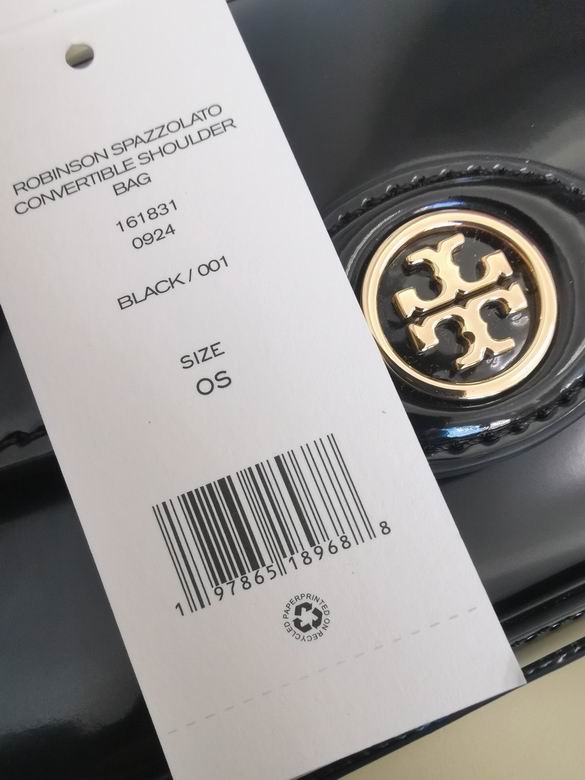 ROBINSON SPAZZOLATO
CONVERTIBLE SHOULDER
BAG
161831
0924
BLACK / 001
SIZE
OS
1 97865 18968 8
PRINTED ON RECYCLED PAPER